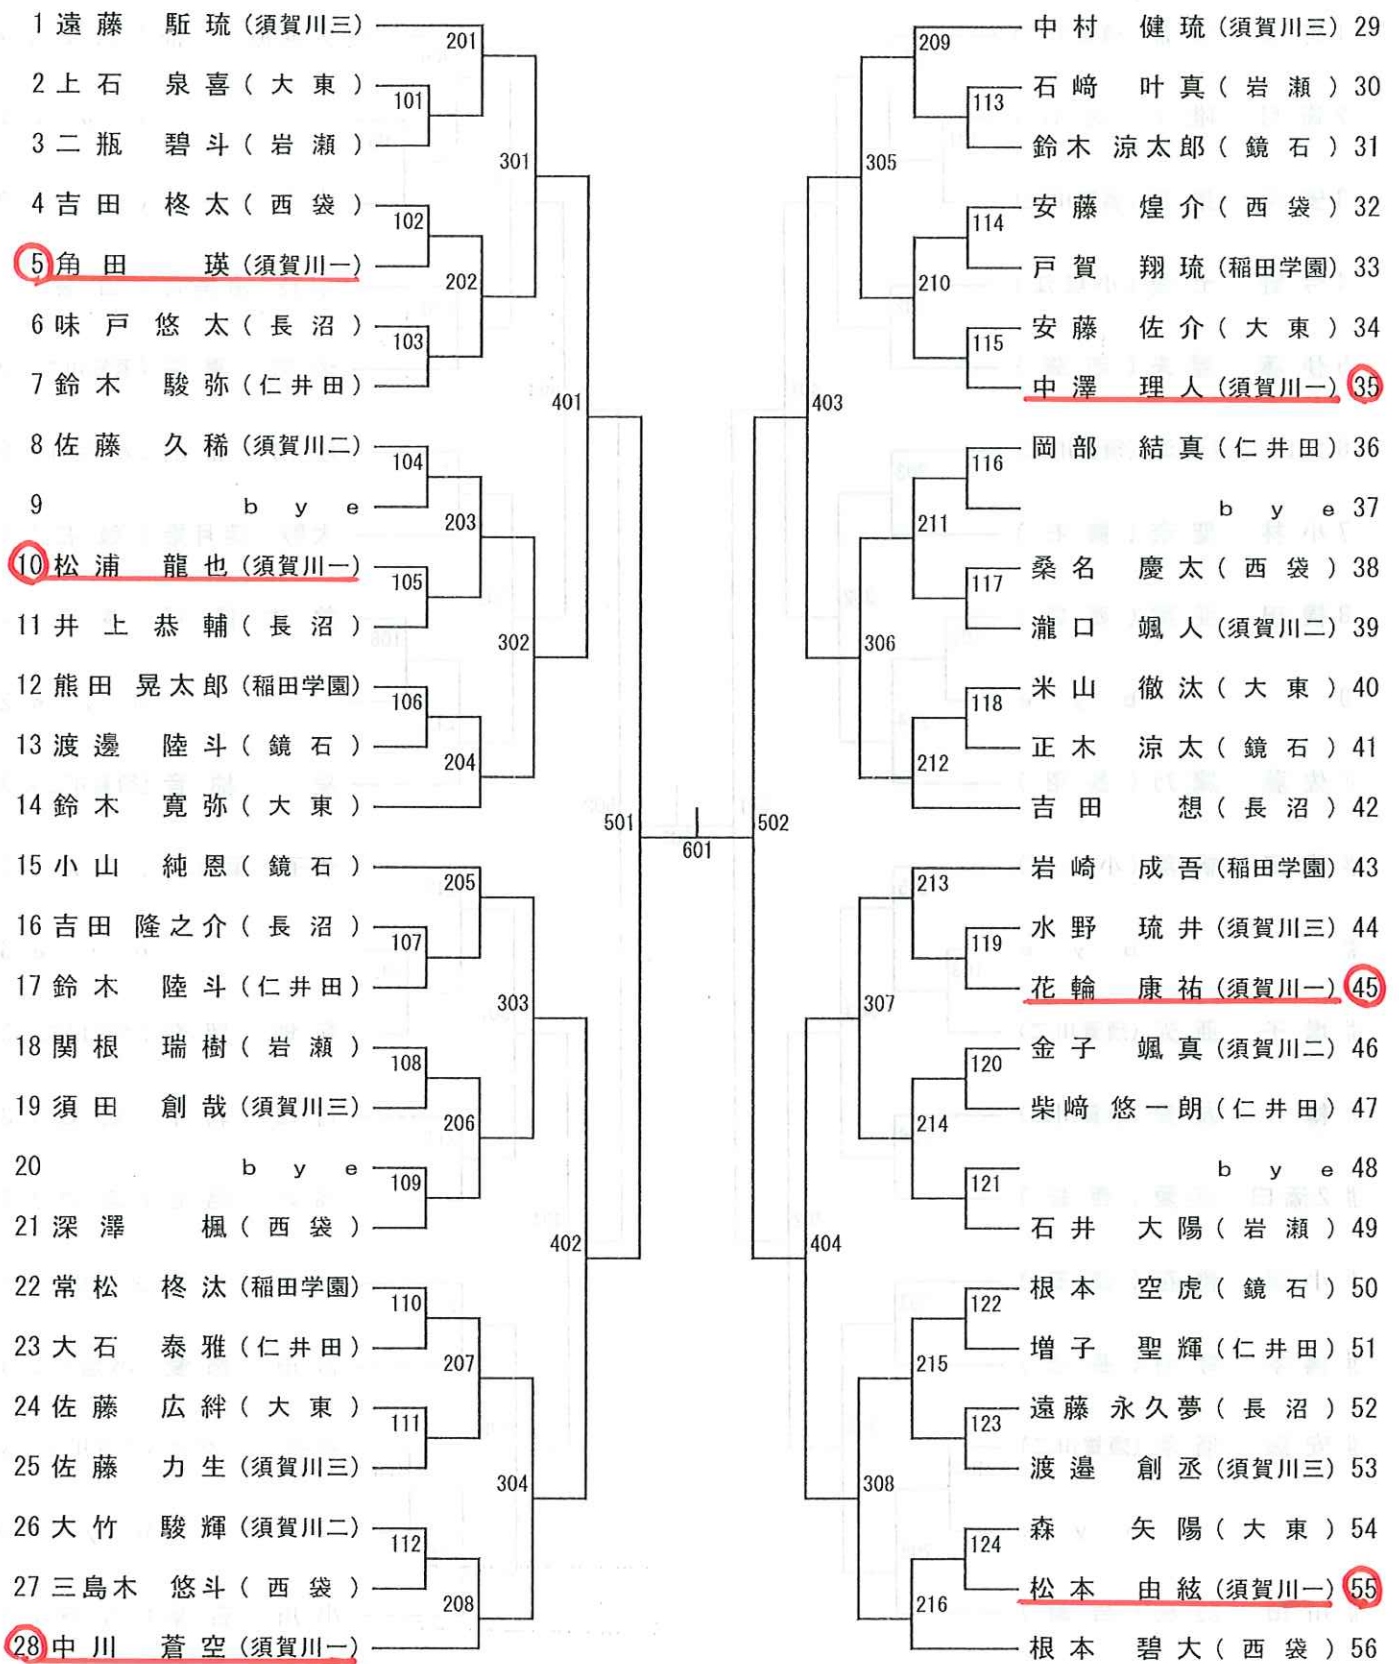 1 遠藤 駈琉 (須賀川三)
2 上石 泉喜 (大東)
3 二瓶 碧斗 (岩瀬)
4 吉田 柊太 (西袋)
5 角田 瑛 (須賀川一)
6 味戸 悠太 (長沼)
7 鈴木 駿弥 (仁井田)
8 佐藤 久稀 (須賀川二)
9 bye
10 松浦 龍也 (須賀川一)
11 井上 恭輔 (長沼)
12 熊田 晃太郎 (稲田学園)
13 渡邊 陸斗 (鏡石)
14 鈴木 寛弥 (大東)
15 小山 純恩 (鏡石)
16 吉田 隆之介 (長沼)
17 鈴木 陸斗 (仁井田)
18 関根 瑞樹 (岩瀬)
19 須田 創哉 (須賀川三)
20 bye
21 深澤 楓 (西袋)
22 常松 柊汰 (稲田学園)
23 大石 泰雅 (仁井田)
24 佐藤 広絆 (大東)
25 佐藤 力生 (須賀川三)
26 大竹 駿輝 (須賀川二)
27 三島木 悠斗 (西袋)
28 中川 蒼空 (須賀川一)
101
102
103
104
105
106
107
108
109
110
111
112
201
202
203
204
205
206
207
208
301
302
303
304
401
402
501
601
502
403
404
305
306
307
308
209
210
211
212
213
214
215
216
113
114
115
116
117
118
119
120
121
122
123
124
中村 健琉 (須賀川三) 29
石﨑 叶真 (岩瀬) 30
鈴木 涼太郎 (鏡石) 31
安藤 煌介 (西袋) 32
戸賀 翔琉 (稲田学園) 33
安藤 佐介 (大東) 34
中澤 理人 (須賀川一) 35
岡部 結真 (仁井田) 36
bye 37
桑名 慶太 (西袋) 38
瀧口 颯人 (須賀川二) 39
米山 徹汰 (大東) 40
正木 涼太 (鏡石) 41
吉田 想 (長沼) 42
岩崎 成吾 (稲田学園) 43
水野 琉井 (須賀川三) 44
花輪 康祐 (須賀川一) 45
金子 颯真 (須賀川二) 46
柴﨑 悠朗 (仁井田) 47
bye 48
石井 大陽 (岩瀬) 49
根本 空虎 (鏡石) 50
増子 聖輝 (仁井田) 51
遠藤 永久夢 (長沼) 52
渡邉 創丞 (須賀川三) 53
森 矢陽 (大東) 54
松本 由絃 (須賀川一) 55
根本 碧大 (西袋) 56